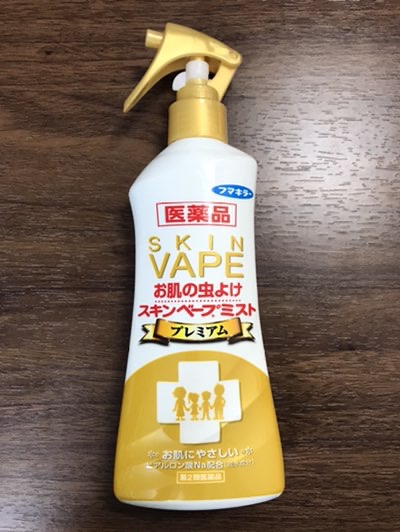 フマキラー
医薬品
SKIN
VAPE
お肌の虫よけ
スキンベープミスト
プレミアム
お肌にやさしい
ヒアルロン酸Na配合
第2類医薬品